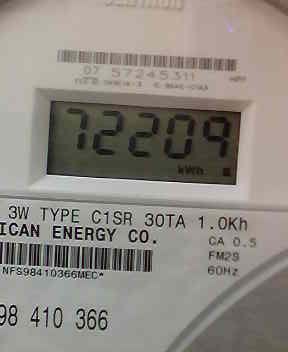 07 57245311
72209
kWh
3W TYPE C1SR 30TA 1.0Kh
ICAN ENERGY CO.
CA 0.5
FM2S
60Hz
NFS98410366MEC*
98 410 366